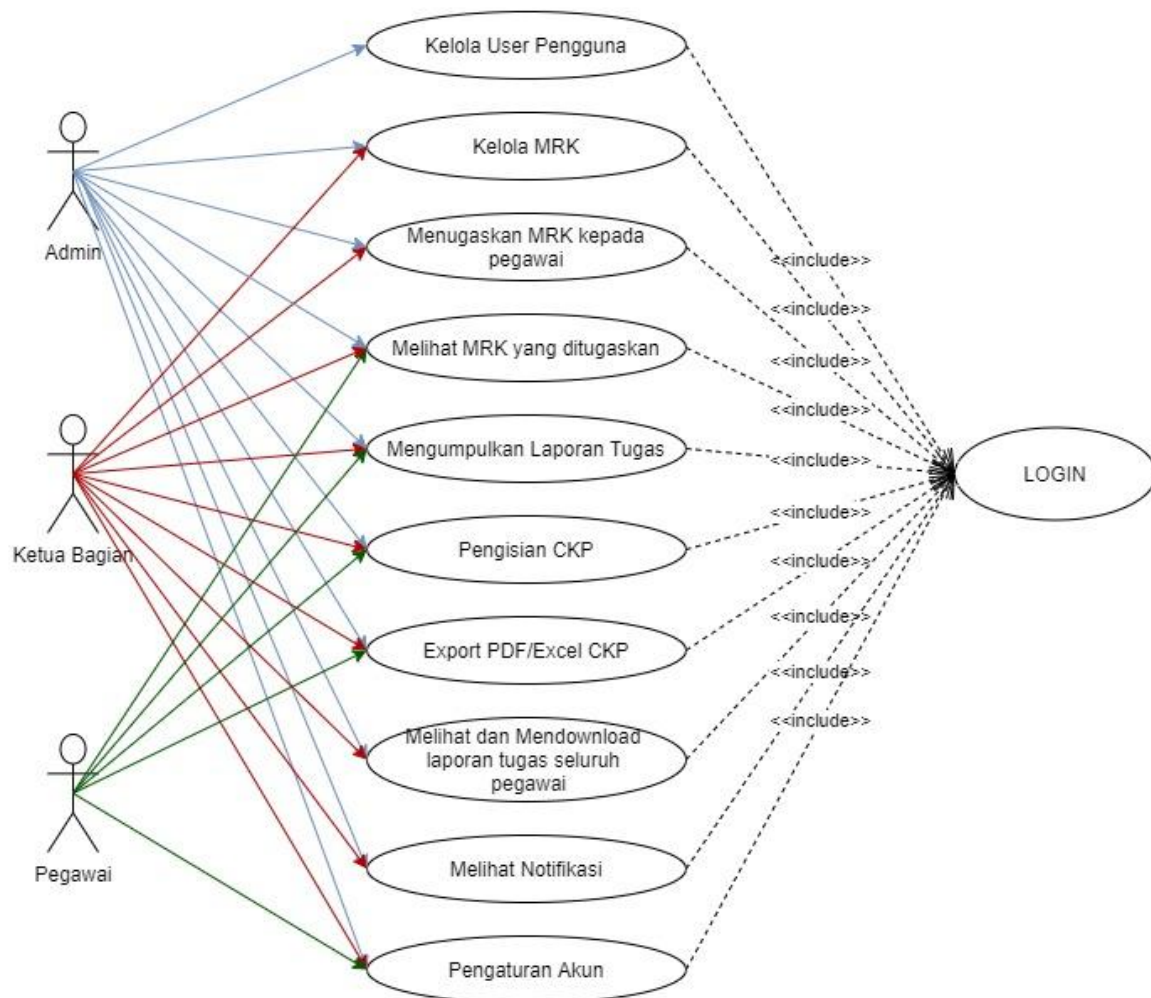 Kelola User Pengguna
Kelola MRK
Admin
Menugaskan MRK kepada
pegawai
<<include>>
<<include>>
Melihat MRK yang ditugaskan
<<include>>
<<include>>
Ketua Bagian
Mengumpulkan Laporan Tugas
<<include>>
LOGIN
<<include>>
Pengisian CKP
<<include>>
<<include>>
Export PDF/Excel CKP
<<include>>
<<include>>
Melihat dan Mendownload
laporan tugas seluruh
pegawai
Pegawai
Melihat Notifikasi
Pengaturan Akun